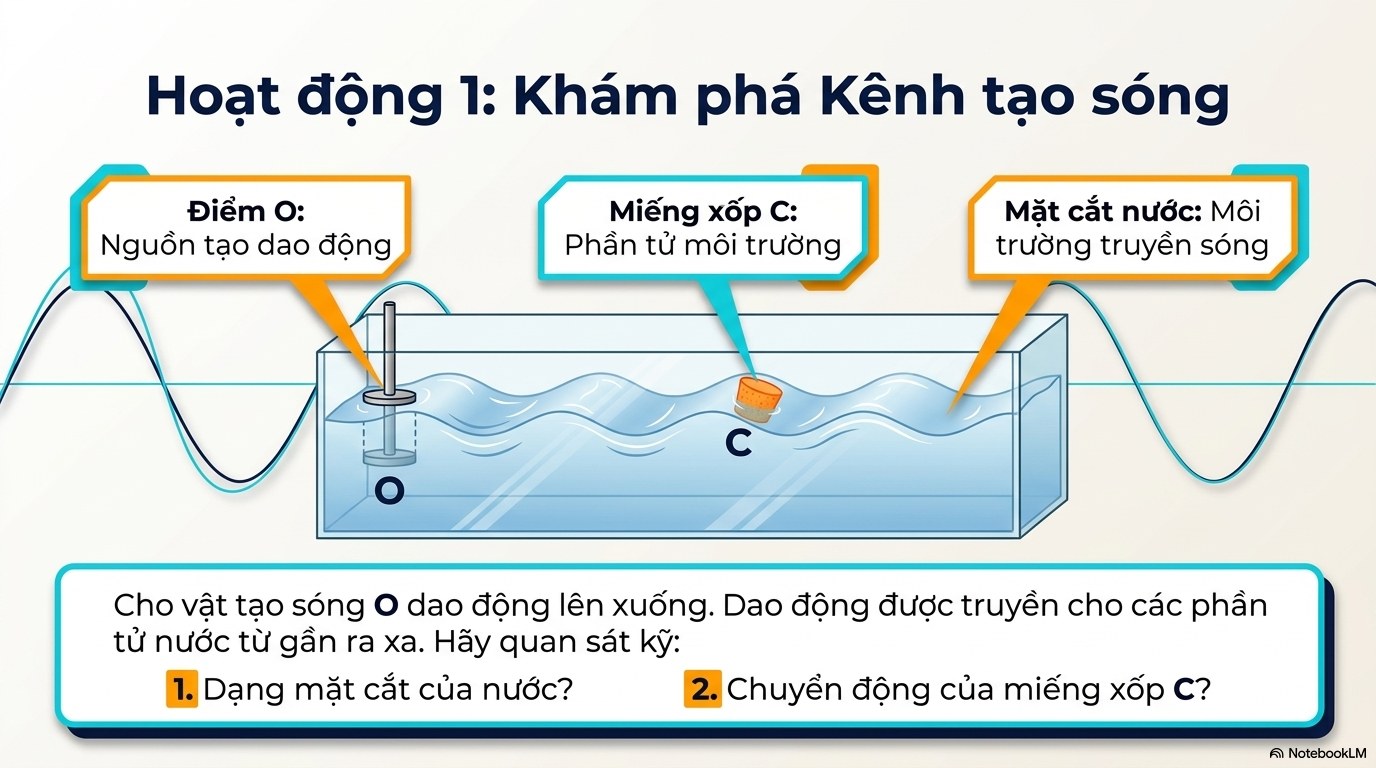 Hoạt động 1: Khám phá Kênh tạo sóng
Điểm O:
Nguồn tạo dao động
Miếng xốp C:
Phần tử môi trường
Mặt cắt nước: Môi
trường truyền sóng
C
O
Cho vật tạo sóng O dao động lên xuống. Dao động được truyền cho các phần
tử nước từ gần ra xa. Hãy quan sát kỹ:
1. Dạng mặt cắt của nước?
2. Chuyển động của miếng xốp C?
NotebookLM